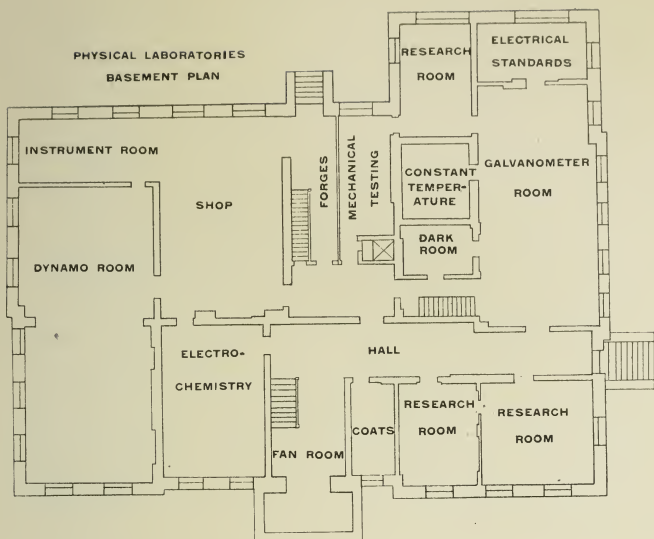 PHYSICAL LABORATORIES
BASEMENT PLAN
RESEARCH
ROOM
ELECTRICAL
STANDARDS
INSTRUMENT ROOM
SHOP
FORGES
MECHANICAL
TESTING
CONSTANT
TEMPER-
ATURE
GALVANOMETER
ROOM
DARK
ROOM
DYNAMO ROOM
ELECTRO-
CHEMISTRY
HALL
FAN ROOM
COATS
RESEARCH
ROOM
RESEARCH
ROOM